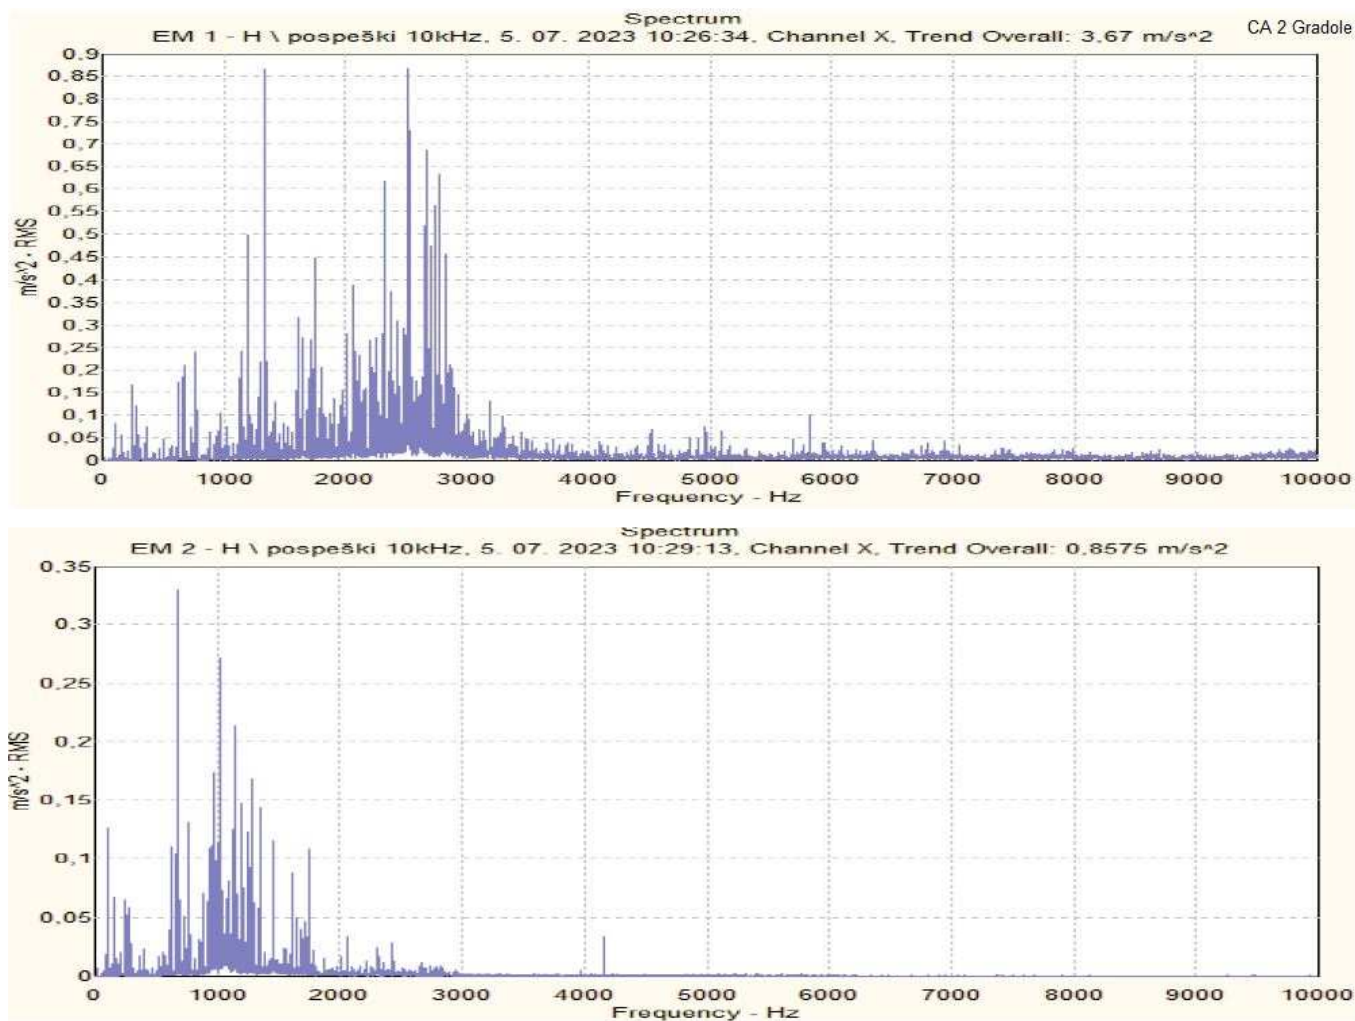 Spectrum
EM 1 - H \ pospeški 10kHz, 5. 07. 2023 10:26:34, Channel X, Trend Overall: 3,67 m/s^2
CA 2 Gradole
0.9
0,85
0,8
0,75
0,7
0,65
0,6
0,55
0,5
0,45
0,4
0,35
0,3
0,25
0,2
0,15
0,1
0,05
0
m/s^2 - RMS
0 1000 2000 3000 4000 5000 6000 7000 8000 9000 10000
Frequency - Hz
Spectrum
EM 2 - H \ pospeški 10kHz, 5. 07. 2023 10:29:13, Channel X, Trend Overall: 0,8575 m/s^2
0.35
0,3
0,25
0,2
0,15
0,1
0,05
0
m/s^2 - RMS
0 1000 2000 3000 4000 5000 6000 7000 8000 9000 10000
Frequency - Hz